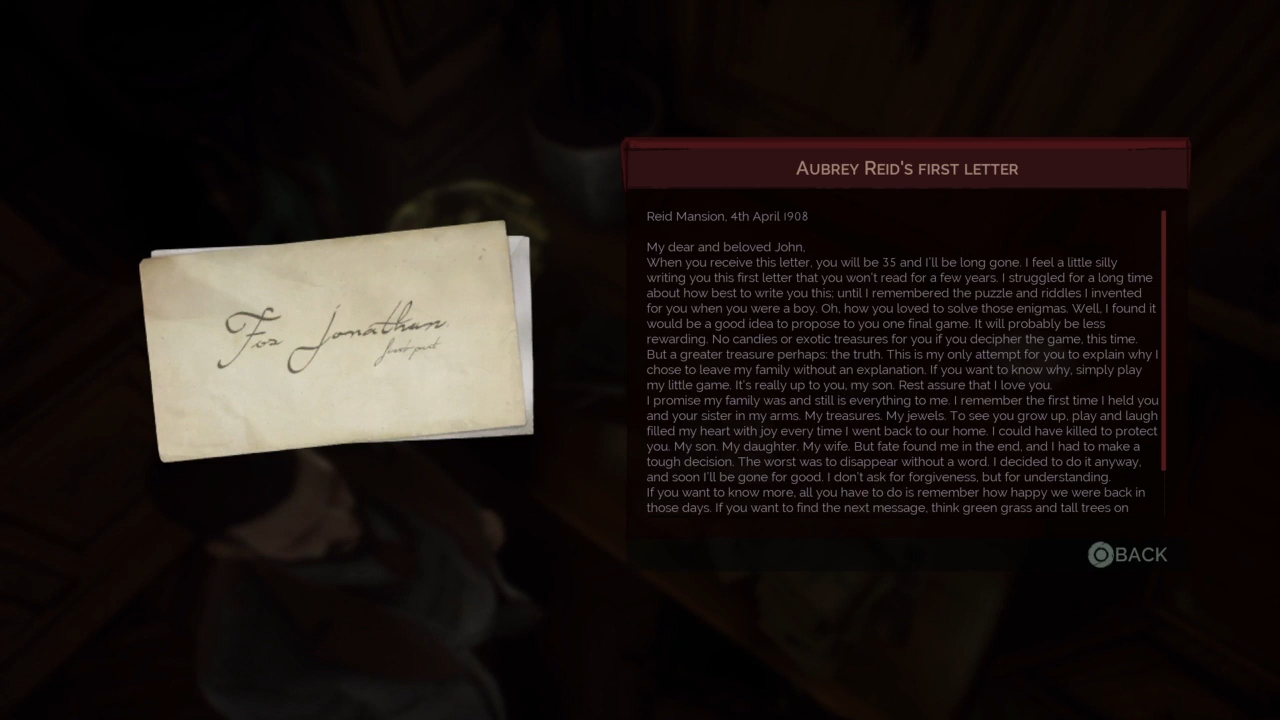 AUBREY REID'S FIRST LETTER
Reid Mansion, 4th April 1908
My dear and beloved John,
When you receive this letter, you will be 35 and I'll be long gone. I feel a little silly
writing you this first letter that you won't read for a few years. I struggled for a long time
about how best to write you this; until I remembered the puzzle and riddles I invented
for you when you were a boy. Oh, how you loved to solve those enigmas. Well, I found it
would be a good idea to propose to you one final game. It will probably be less
rewarding. No candies or exotic treasures for you if you decipher the game, this time.
But a greater treasure perhaps: the truth. This is my only attempt for you to explain why I
chose to leave my family without an explanation. If you want to know why, simply play
my little game. It's really up to you, my son. Rest assure that I love you.
I promise my family was and still is everything to me. I remember the first time I held you
and your sister in my arms. My treasures. My jewels. To see you grow up, play and laugh
filled my heart with joy every time I went back to our home. I could have killed to protect
you. My son. My daughter. My wife. But fate found me in the end, and I had to make a
tough decision. The worst was to disappear without a word. I decided to do it anyway,
and soon I'll be gone for good. I don't ask for forgiveness, but for understanding.
If you want to know more, all you have to do is remember how happy we were back in
those days. If you want to find the next message, think green grass and tall trees on
For Jonathan
first part
BACK